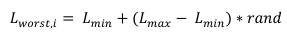 L_{worst,i} = L_{min} + (L_{max} − L_{min}) * rand